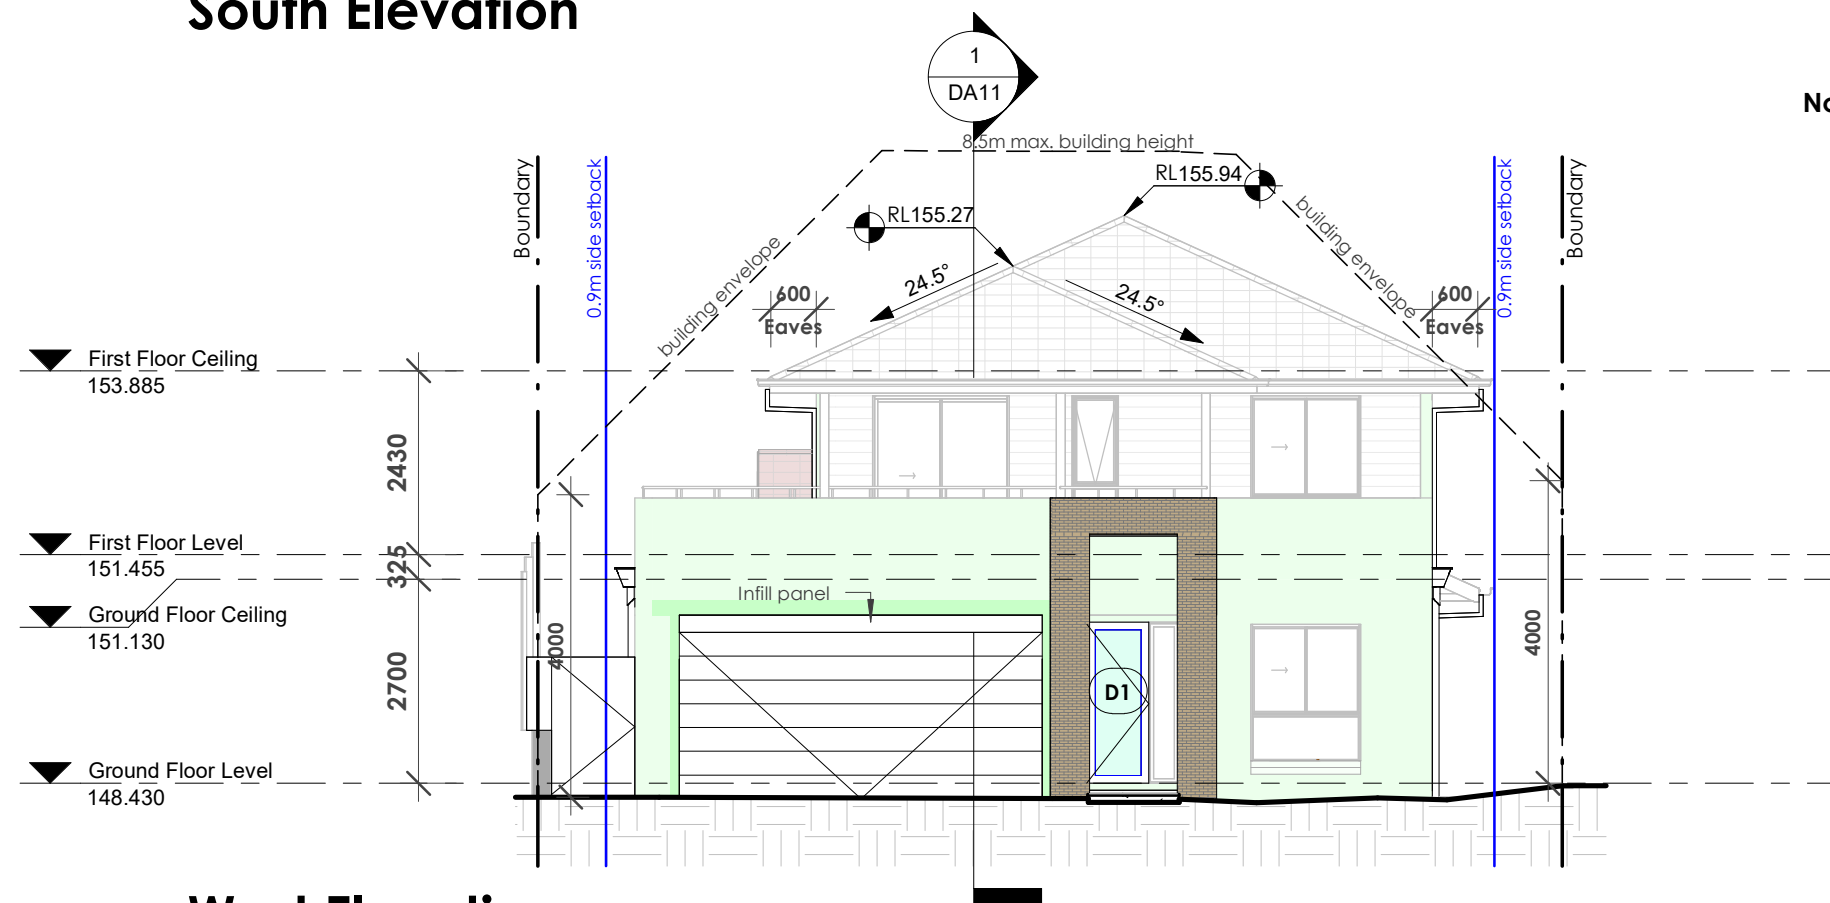 South Elevation
1
DA11
No
8.5m max. building height
Boundary
0.9m side setback
building envelope
RL155.94
RL155.27
24.5°
24.5°
600
Eaves
building envelope
600
Eaves
0.9m side setback
Boundary
First Floor Ceiling
153.885
2430
First Floor Level
151.455
325
Ground Floor Ceiling
151.130
Infill panel
4000
4000
2700
D1
Ground Floor Level
148.430
West Elevation